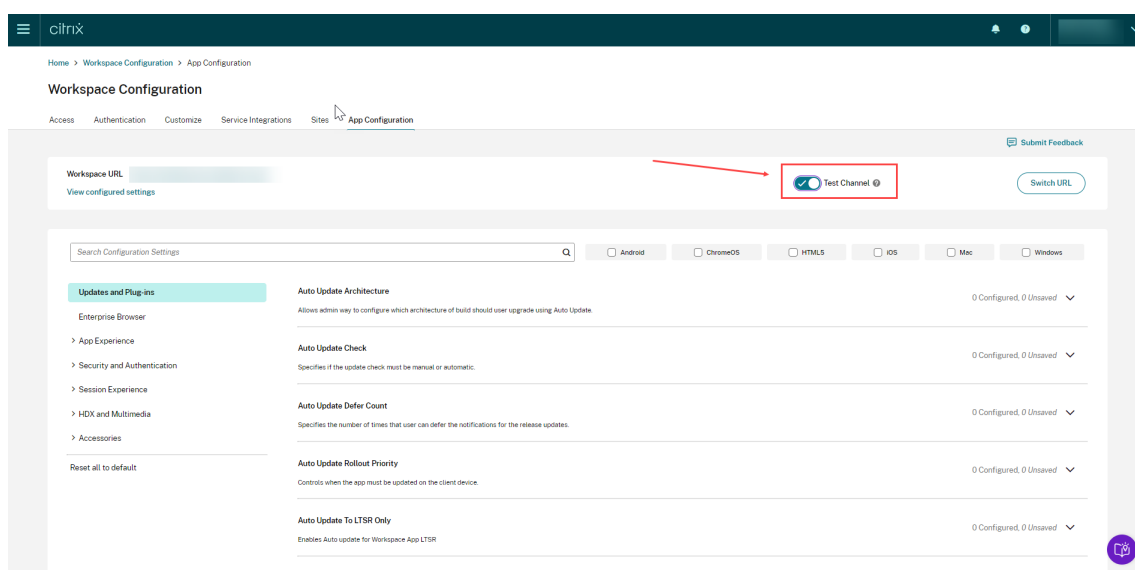 citrix
Home > Workspace Configuration > App Configuration
Workspace Configuration
Access Authentication Customize Service Integrations Sites App Configuration
Submit Feedback
Workspace URL
View configured settings
Test Channel
Switch URL
Search Configuration Settings
Android ChromeOS HTML5 iOS Mac Windows
Updates and Plug-ins
Enterprise Browser
> App Experience
> Security and Authentication
> Session Experience
> HDX and Multimedia
> Accessories
Reset all to default
Auto Update Architecture
Allows admin way to configure which architecture of build should user upgrade using Auto Update.
0 Configured, 0 Unsaved
Auto Update Check
Specifies if the update check must be manual or automatic.
0 Configured, 0 Unsaved
Auto Update Defer Count
Specifies the number of times that user can defer the notifications for the release updates.
0 Configured, 0 Unsaved
Auto Update Rollout Priority
Controls when the app must be updated on the client device.
0 Configured, 0 Unsaved
Auto Update To LTSR Only
Enables Auto update for Workspace App LTSR
0 Configured, 0 Unsaved